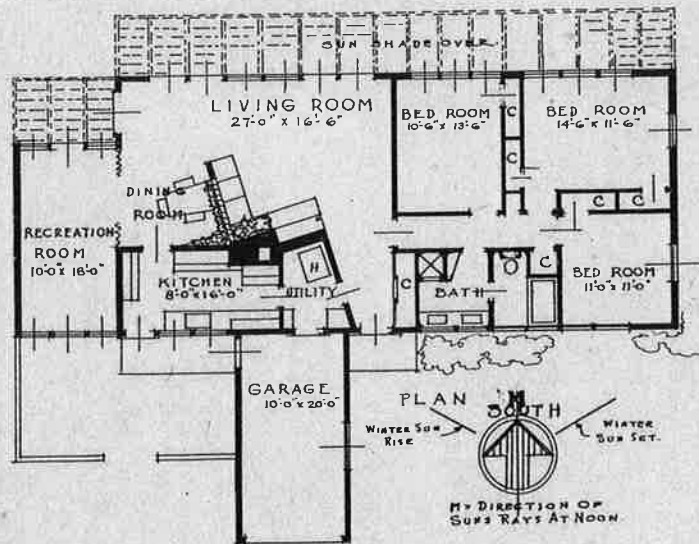 SUN SHADE OVER
LIVING ROOM
27'-0" X 16'-6"
BED ROOM
10'-6" X 13'-6"
C
C
BED ROOM
14'-6" X 11'-6"
C
C
DINING
ROOM
RECREATION
ROOM
10'-0" X 18'-0"
KITCHEN
8'-0" X 16'-0"
H
UTILITY
C
BATH
C
BED ROOM
11'-0" X 11'-0"
GARAGE
10'-0" X 20'-0"
PLAN
SOUTH
WINTER SUN
RISE
WINTER
SUN SET.
DIRECTION OF
SUNS RAYS AT NOON